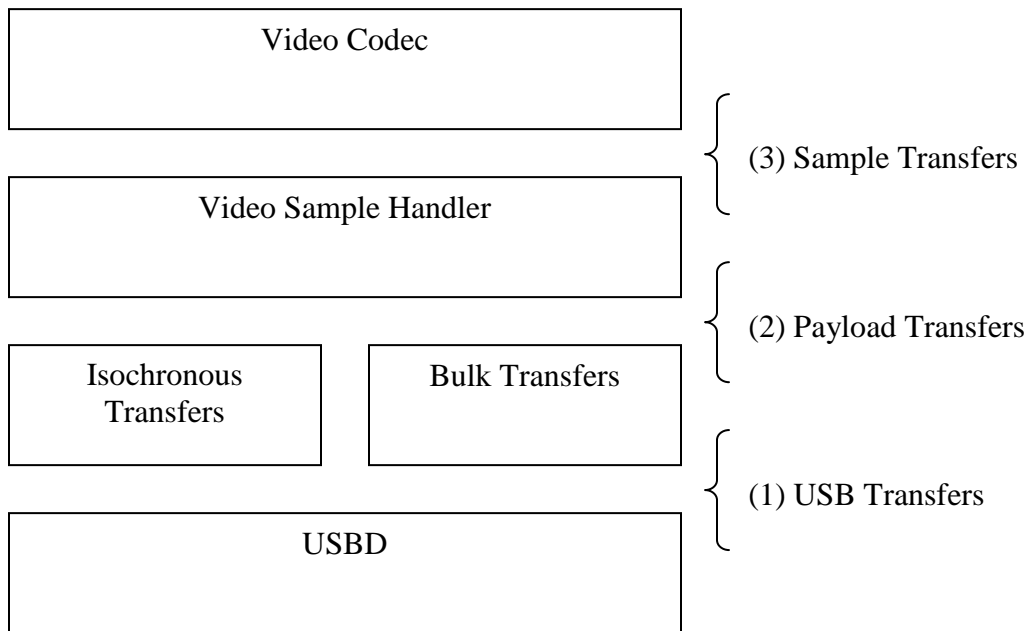 Video Codec
(3) Sample Transfers
Video Sample Handler
(2) Payload Transfers
Isochronous
Transfers
Bulk Transfers
(1) USB Transfers
USBD